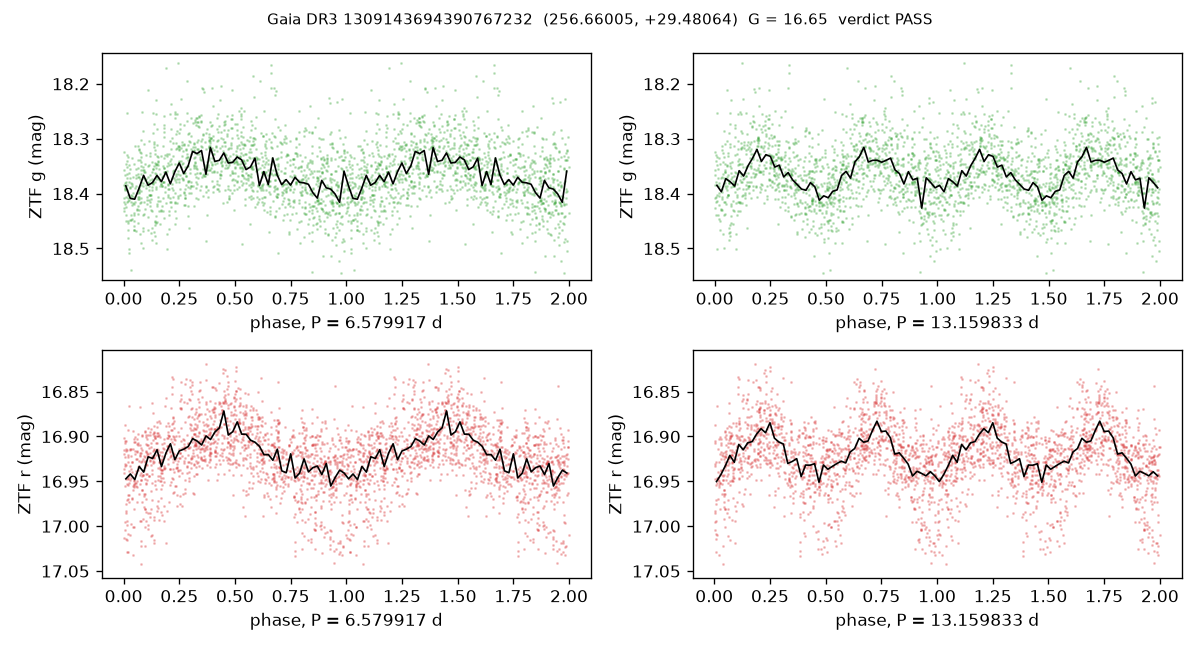 Gaia DR3 1309143694390767232 (256.66005, +29.48064) G = 16.65 verdict PASS
ZTF g (mag)
18.2
18.3
18.4
18.5
0.00 0.25 0.50 0.75 1.00 1.25 1.50 1.75 2.00
phase, P = 6.579917 d
ZTF g (mag)
18.2
18.3
18.4
18.5
0.00 0.25 0.50 0.75 1.00 1.25 1.50 1.75 2.00
phase, P = 13.159833 d
ZTF r (mag)
16.85
16.90
16.95
17.00
17.05
0.00 0.25 0.50 0.75 1.00 1.25 1.50 1.75 2.00
phase, P = 6.579917 d
ZTF r (mag)
16.85
16.90
16.95
17.00
17.05
0.00 0.25 0.50 0.75 1.00 1.25 1.50 1.75 2.00
phase, P = 13.159833 d